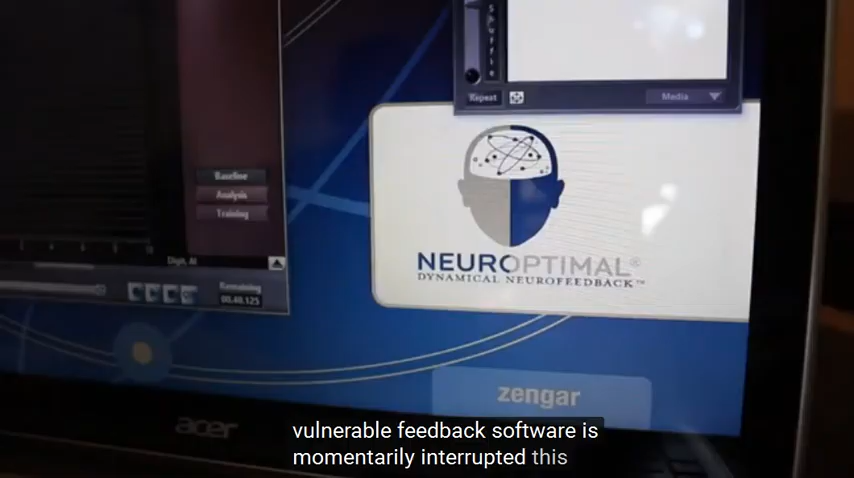 Shuffle
Repeat
Media
Baseline
Analysis
Training
NEUROPTIMAL®
DYNAMICAL NEUROFEEDBACK™
Remaining
00.40.125
zengar
acer
vulnerable feedback software is
momentarily interrupted this